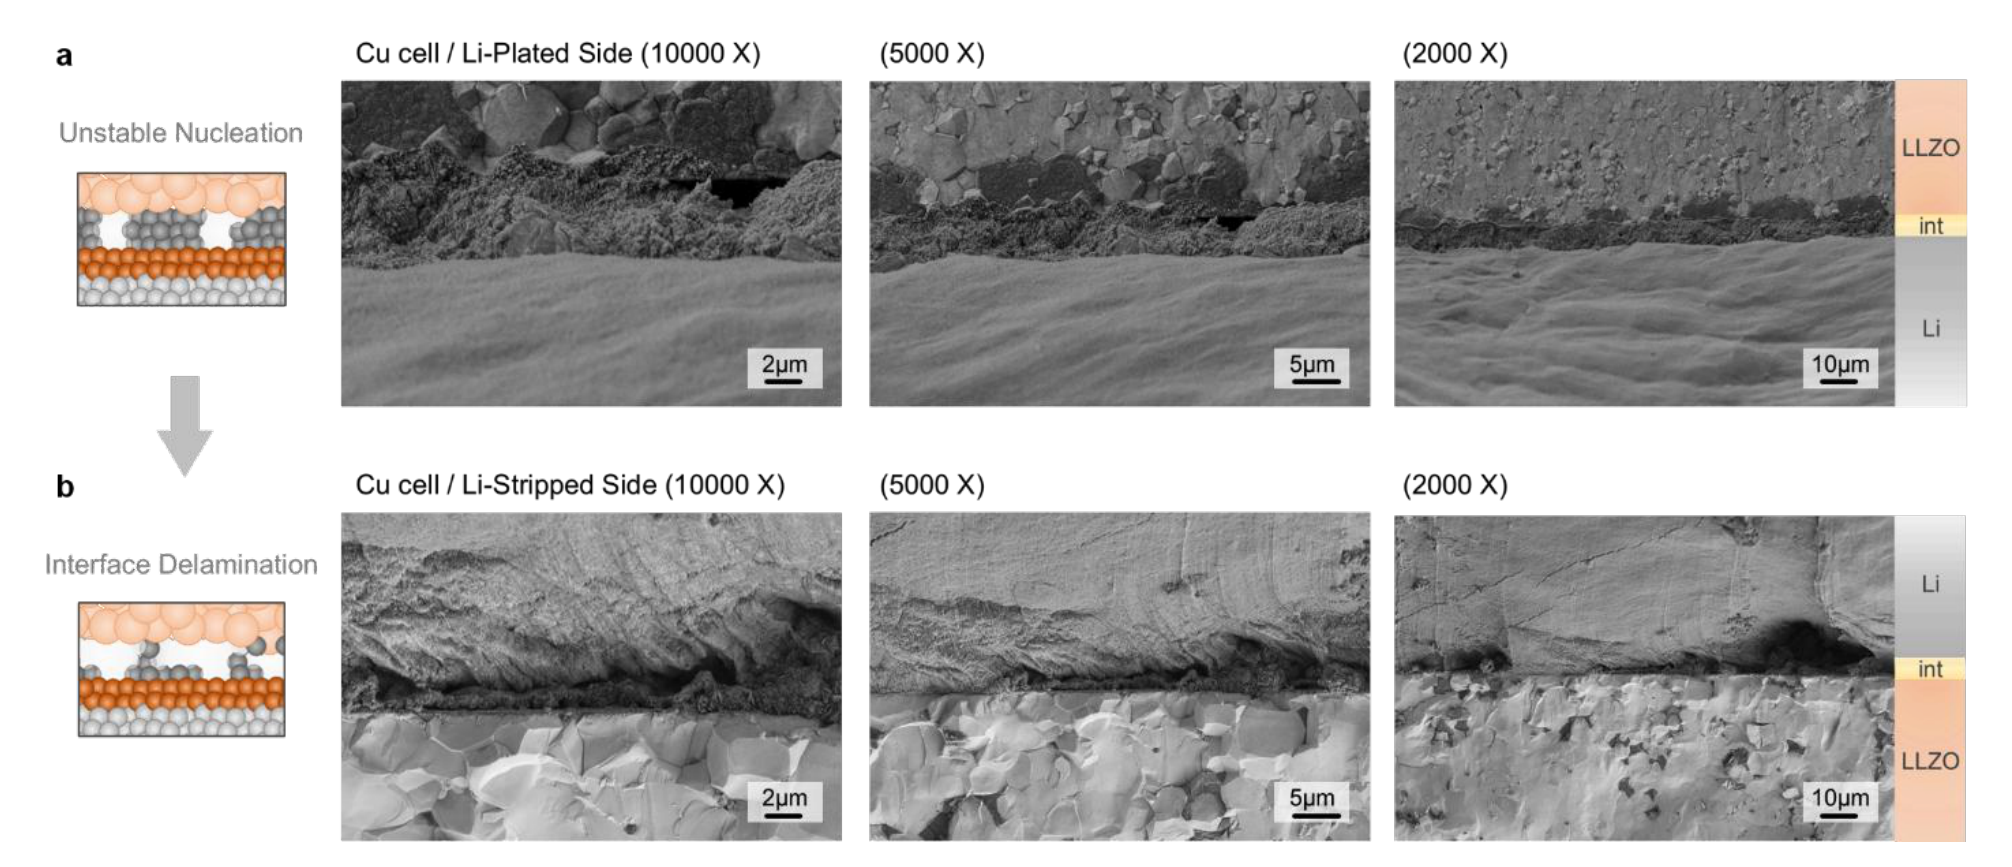 a
Cu cell / Li-Plated Side (10000 X)
(5000 X)
(2000 X)
Unstable Nucleation
LLZO
int
Li
2μm
5μm
10μm
b
Cu cell / Li-Stripped Side (10000 X)
(5000 X)
(2000 X)
Interface Delamination
Li
int
LLZO
2μm
5μm
10μm